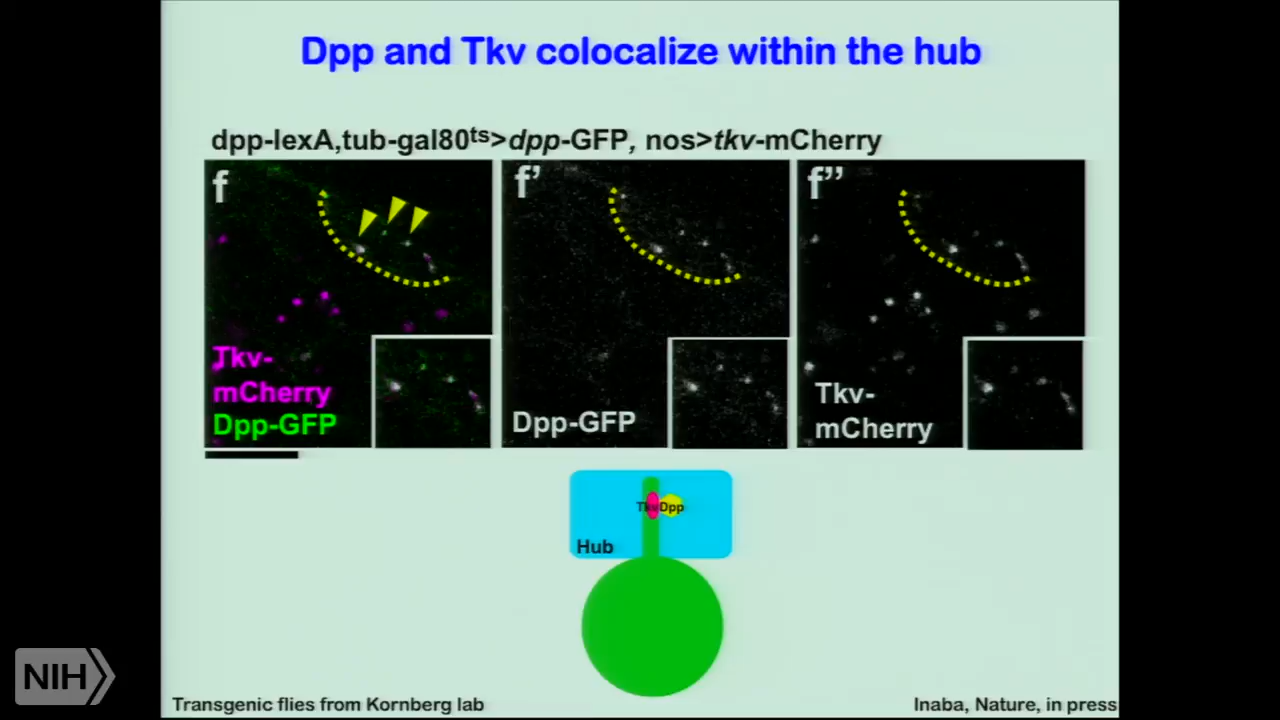 Dpp and Tkv colocalize within the hub
dpp-lexA,tub-gal80ts>dpp-GFP, nos>tkv-mCherry
f
f'
f''
Tkv-
mCherry
Dpp-GFP
Dpp-GFP
Tkv-
mCherry
Tkv
Dpp
Hub
NIH
Transgenic flies from Kornberg lab
Inaba, Nature, in press